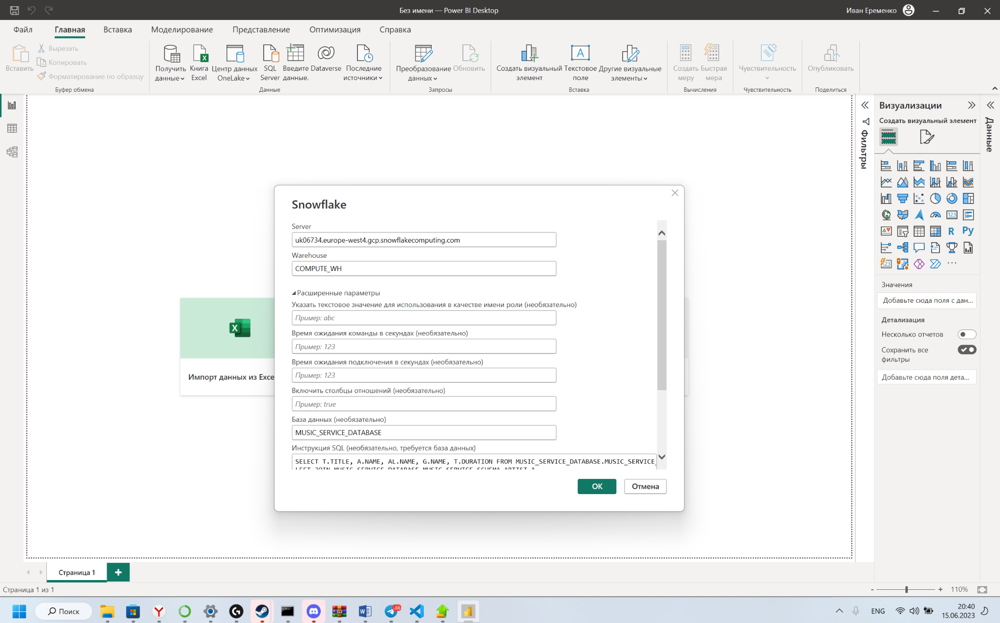 Без имени — Power BI Desktop
Иван Еременко
Файл
Главная
Вставка
Моделирование
Представление
Оптимизация
Справка
Вставить
Вырезать
Копировать
Форматирование по образцу
Буфер обмена
Получить данные
Книга Excel
Центр данных OneLake
SQL Server
Введите данные.
Dataverse
Последние источники
Данные
Преобразование данных
Обновить
Запросы
Создать визуальный элемент
Текстовое поле
Другие визуальные элементы
Вставка
Создать меру
Быстрая мера
Вычисления
Чувствительность
Чувствительность
Опубликовать
Поделиться
Фильтры
Визуализации
Создать визуальный элемент
Данные
123
R
Py
123
Значения
Добавьте сюда поля с дан...
Детализация
Несколько отчетов
Сохранить все
фильтры
Добавьте сюда поля дета...
Импорт данных из Exce
Snowflake
Server
uk06734.europe-west4.gcp.snowflakecomputing.com
Warehouse
COMPUTE_WH
Расширенные параметры
Указать текстовое значение для использования в качестве имени роли (необязательно)
Пример: abc
Время ожидания команды в секундах (необязательно)
Пример: 123
Время ожидания подключения в секундах (необязательно)
Пример: 123
Включить столбцы отношений (необязательно)
Пример: true
База данных (необязательно)
MUSIC_SERVICE_DATABASE
Инструкция SQL (необязательно, требуется база данных)
SELECT T.TITLE, A.NAME, AL.NAME, G.NAME, T.DURATION FROM MUSIC_SERVICE_DATABASE.MUSIC_SERVICE_
LEFT JOIN MUSIC_SERVICE_DATABASE.MUSIC_SERVICE_SCHEMA.ARTIST A
ОК
Отмена
Страница 1
Страница 1 из 1
110%
Поиск
66
ENG
20:40
15.06.2023